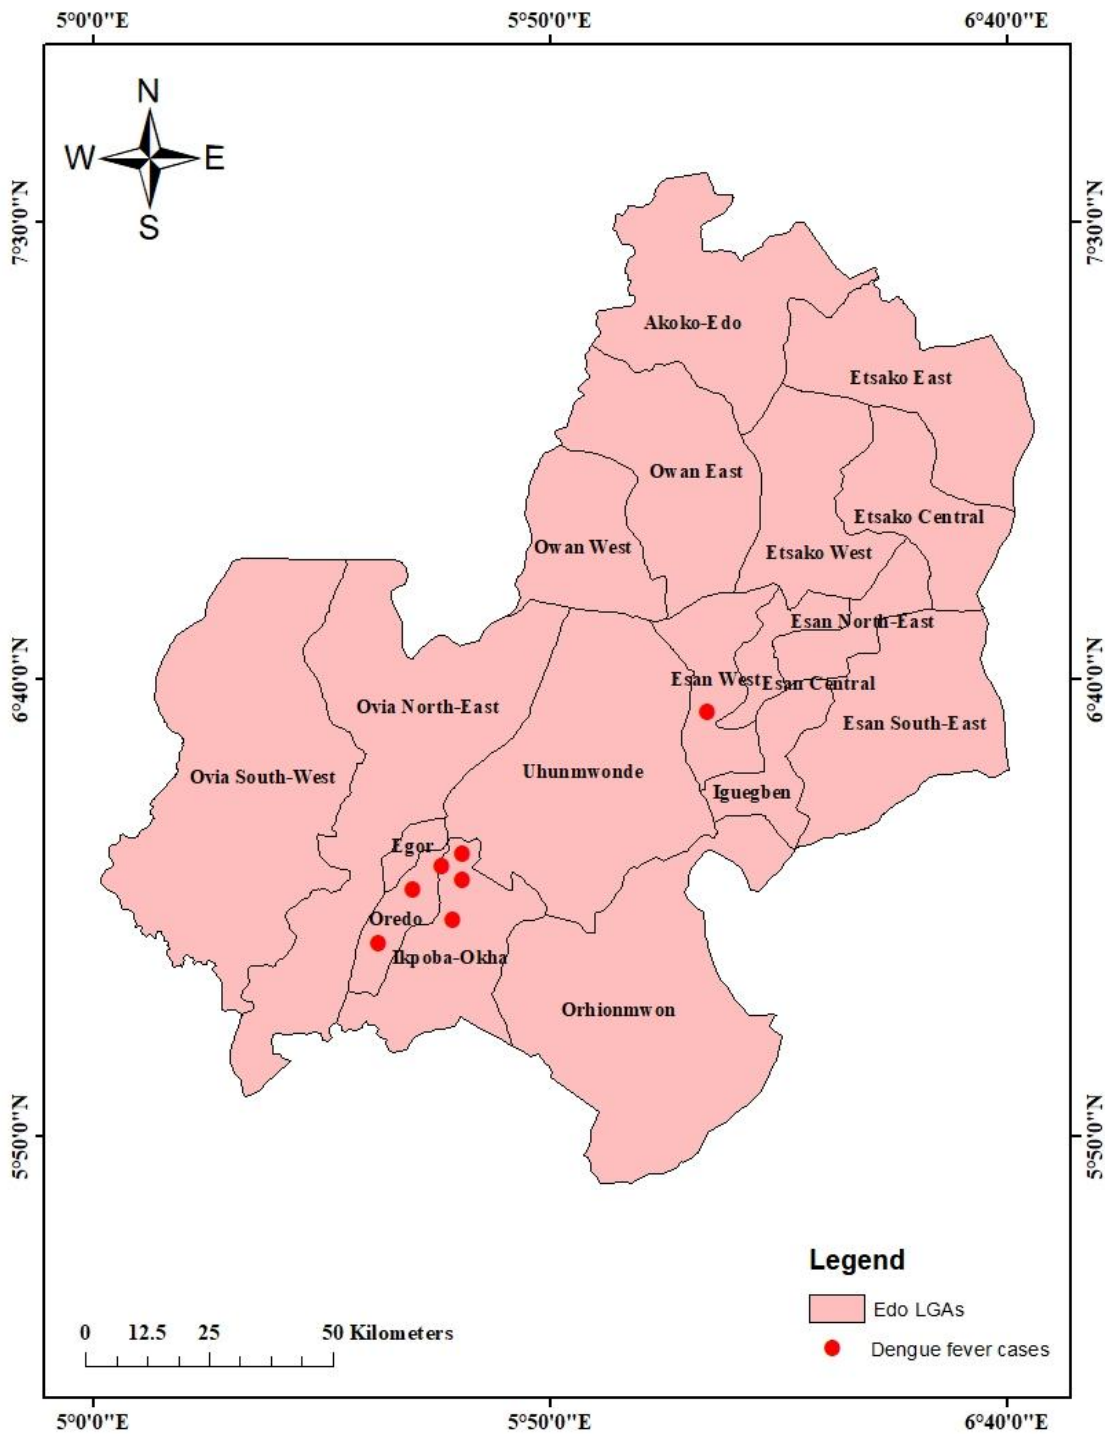 5°0'0"E 5°50'0"E 6°40'0"E
N
W E
S
7°30'0"N 7°30'0"N
Akoko-Edo
Etsako East
Owan East
Etsako Central
Owan West
Etsako West
Esan North-East
6°40'0"N 6°40'0"N
Esan West Esan Central
Ovia North-East
Esan South-East
Ovia South-West
Uhunmwonde
Iguegben
Egor
Oredo
Ikpoba-Okha
Orhionmwon
5°50'0"N 5°50'0"N
Legend
Edo LGAs
Dengue fever cases
0 12.5 25 50 Kilometers
5°0'0"E 5°50'0"E 6°40'0"E